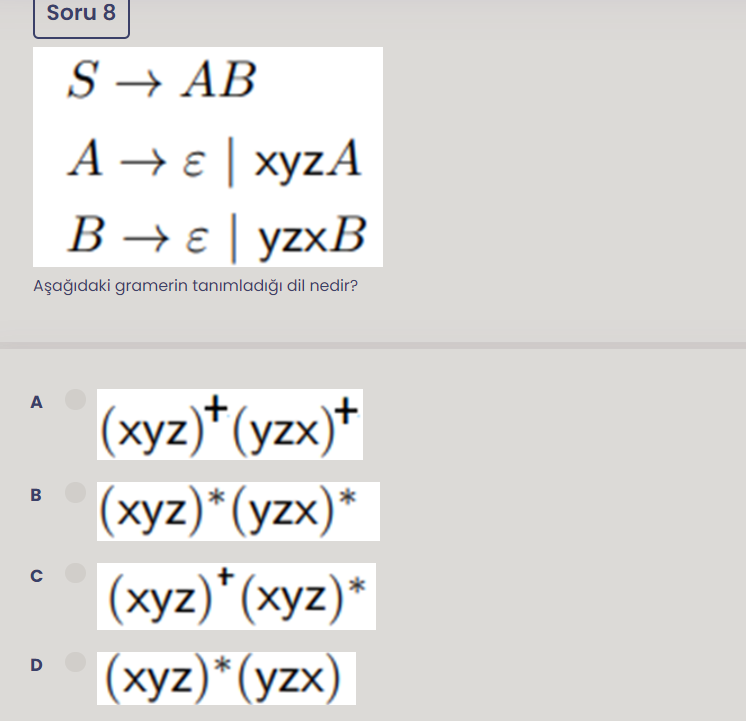 Soru 8
S → AB
A → ε | xyzA
B → ε | yzxB
Aşağıdaki gramerin tanımladığı dil nedir?
A (xyz)⁺(yzx)⁺
B (xyz)*(yzx)*
C (xyz)⁺(xyz)*
D (xyz)*(yzx)